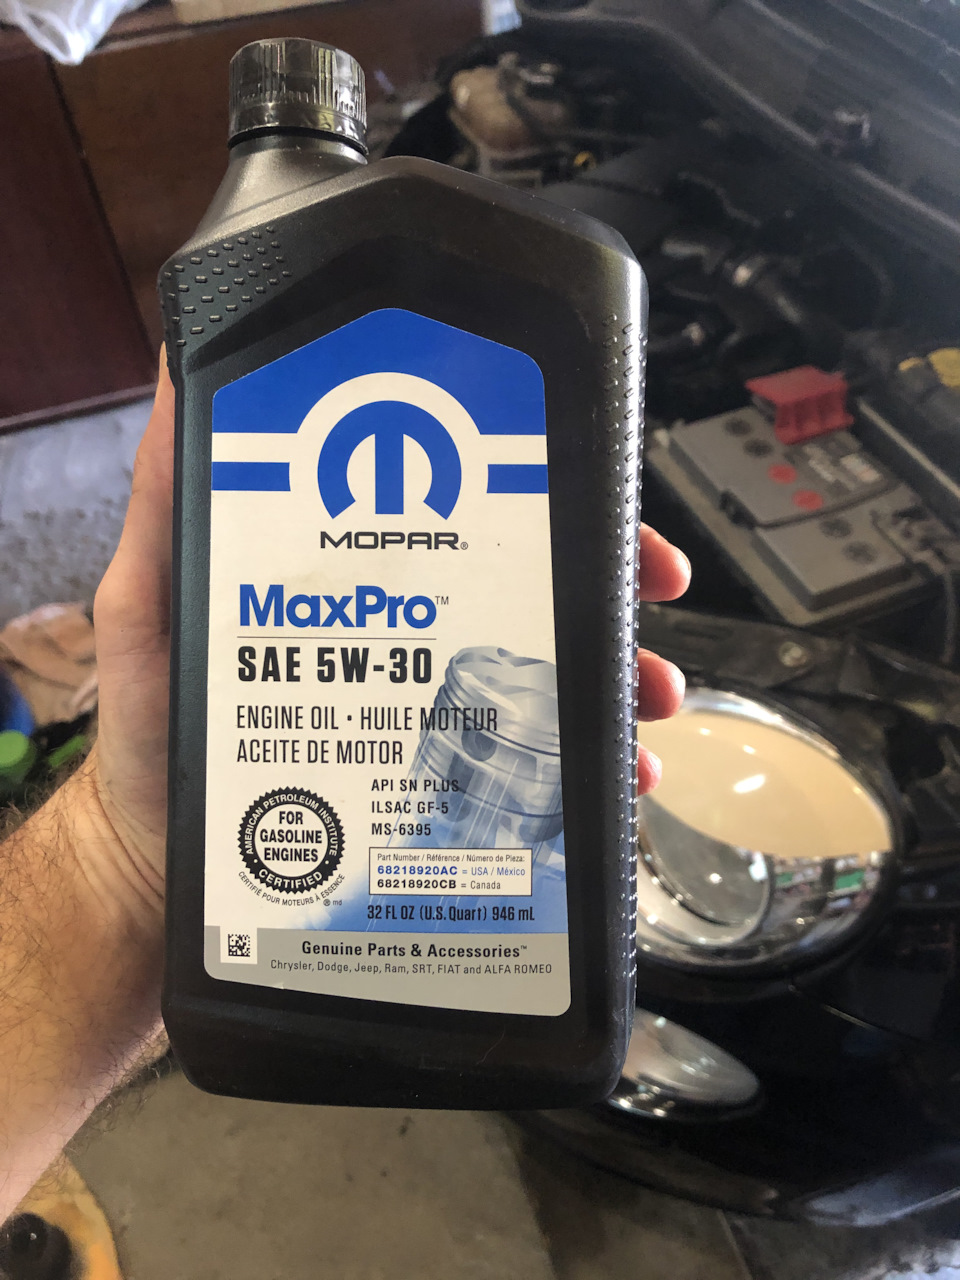 MOPAR®
MaxPro™
SAE 5W-30
ENGINE OIL • HUILE MOTEUR
ACEITE DE MOTOR
API SN PLUS
ILSAC GF-5
MS-6395
AMERICAN PETROLEUM INSTITUTE
FOR
GASOLINE
ENGINES
• CERTIFIED •
CERTIFIÉ POUR MOTEURS À ESSENCE
® md
Part Number / Référence / Número de Pieza:
68218920AC = USA / México
68218920CB = Canada
32 FL OZ (U.S. Quart) 946 mL
Genuine Parts & Accessories™
Chrysler, Dodge, Jeep, Ram, SRT, FIAT and ALFA ROMEO